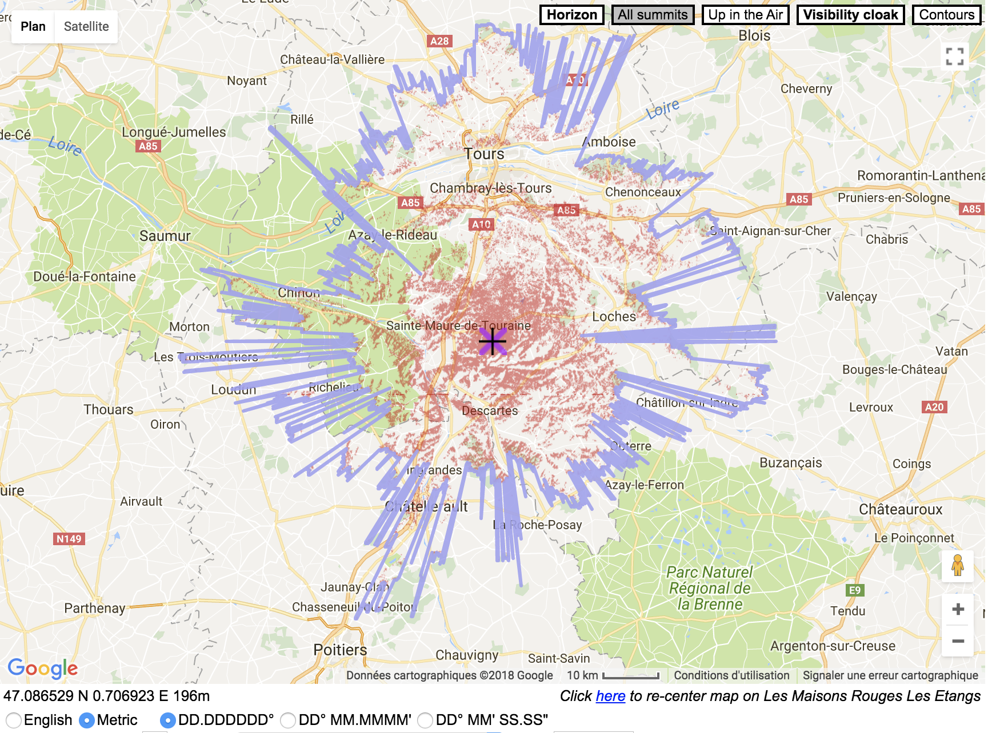 Horizon
All summits
Up in the Air
Visibility cloak
Contours
Plan
Satellite
Blois
A28
Château-la-Vallière
Noyant
A10
Cheverny
Loire
Rillé
Longué-Jumelles
de-Cé
Loire
A85
Amboise
Tours
Romorantin-Lanthena
Chambray-lès-Tours
Chenonceaux
Pruniers-en-Sologne
A85
A85
A85
A85
Loire
A10
Azay-le-Rideau
Saumur
Saint-Aignan-sur-Cher
Chabris
Doué-la-Fontaine
Chinon
Valençay
Loches
Morton
Sainte-Maure-de-Touraine
Les Trois-Moutiers
Vatan
Bouges-le-Château
Loudun
Richelieu
Châtillon-sur-Indre
Levroux
A20
Thouars
Descartes
Oiron
Obterre
Buzançais
Coings
Ingrandes
Azay-le-Ferron
uire
Airvault
Châtellerault
Châteauroux
La Roche-Posay
N149
Le Poinçonnet
Parc Naturel
Régional de
la Brenne
Jaunay-Clan
E9
Parthenay
Chasseneuil-du-Poitou
Tendu
Poitiers
Chauvigny
Saint-Savin
Argenton-sur-Creuse
Google
Données cartographiques ©2018 Google
10 km
Conditions d'utilisation
Signaler une erreur cartographique
47.086529 N 0.706923 E 196m
Click here to re-center map on Les Maisons Rouges Les Etangs
English
Metric
DD.DDDDDD°
DD° MM.MMMM'
DD° MM' SS.SS"